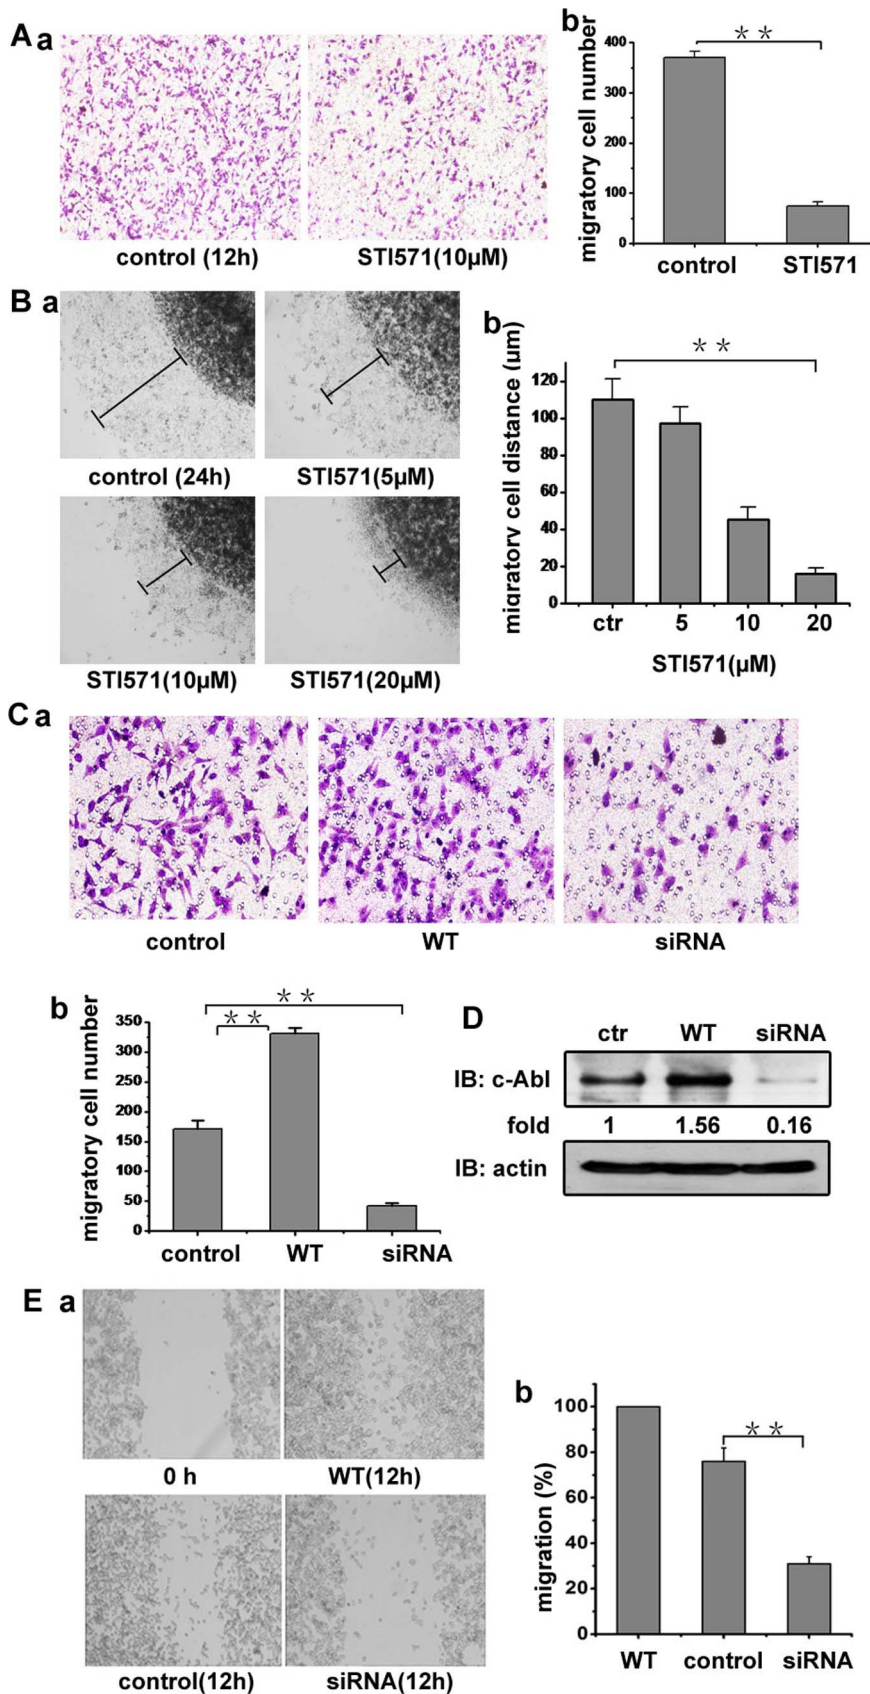 A a
control (12h)
STI571(10µM)
b
migratory cell number
400
300
200
100
0
* *
control
STI571
B a
control (24h)
STI571(5µM)
STI571(10µM)
STI571(20µM)
b
migratory cell distance (µm)
120
100
80
60
40
20
0
* *
ctr
5
10
20
STI571(µM)
C a
control
WT
siRNA
b
migratory cell number
350
300
250
200
150
100
50
0
* *
* *
control
WT
siRNA
D
ctr WT siRNA
IB: c-Abl
fold 1 1.56 0.16
IB: actin
E a
0 h
WT(12h)
control(12h)
siRNA(12h)
b
migration (%)
100
80
60
40
20
0
* *
WT
control
siRNA